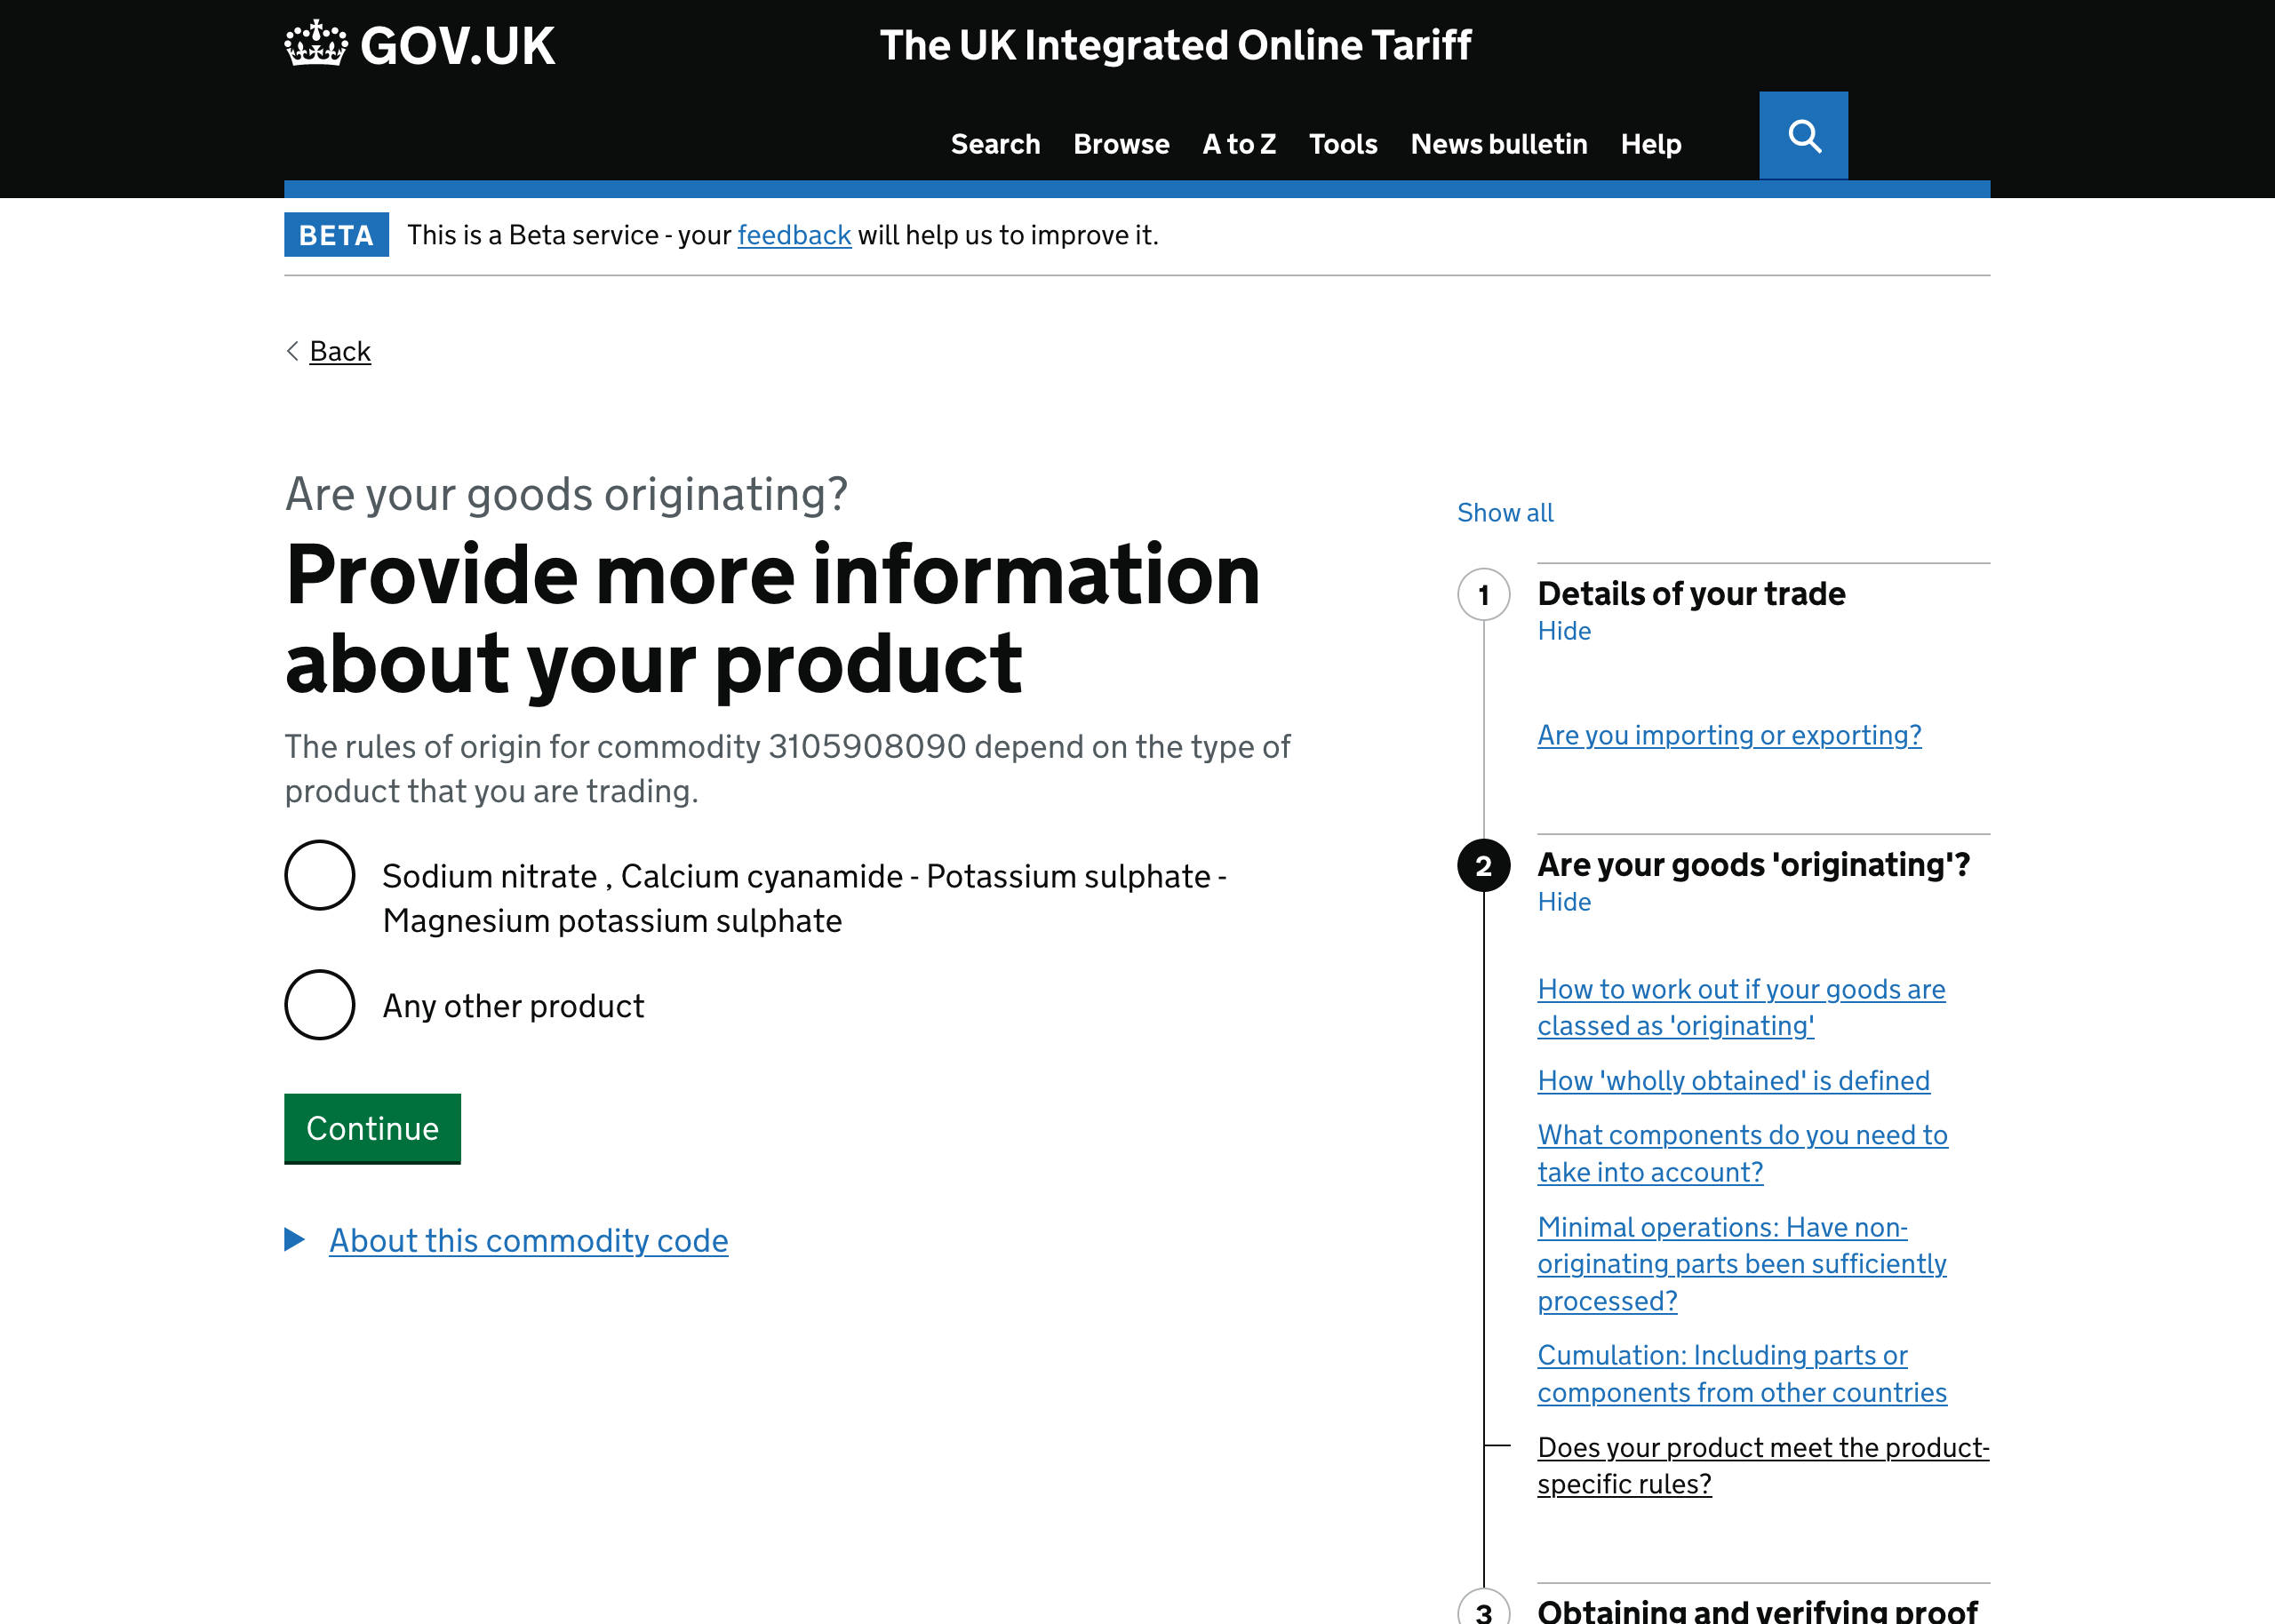 GOV.UK
The UK Integrated Online Tariff
Search Browse A to Z Tools News bulletin Help
BETA This is a Beta service - your feedback will help us to improve it.
Back
Are your goods originating?
Provide more information
about your product
The rules of origin for commodity 3105908090 depend on the type of
product that you are trading.
Sodium nitrate , Calcium cyanamide - Potassium sulphate -
Magnesium potassium sulphate
Any other product
Continue
About this commodity code
Show all
1 Details of your trade
Hide
Are you importing or exporting?
2 Are your goods 'originating'?
Hide
How to work out if your goods are
classed as 'originating'
How 'wholly obtained' is defined
What components do you need to
take into account?
Minimal operations: Have non-
originating parts been sufficiently
processed?
Cumulation: Including parts or
components from other countries
Does your product meet the product-
specific rules?
3 Obtaining and verifying proof